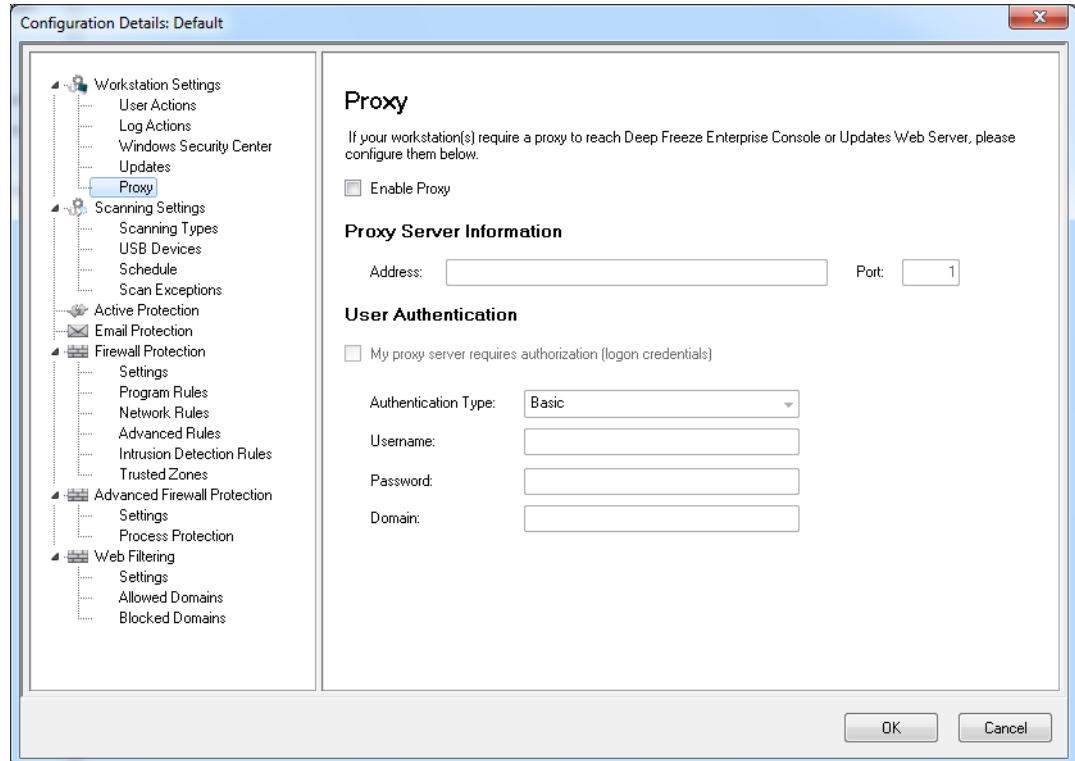 Configuration Details: Default
Workstation Settings
User Actions
Log Actions
Windows Security Center
Updates
Proxy
Scanning Settings
Scanning Types
USB Devices
Schedule
Scan Exceptions
Active Protection
Email Protection
Firewall Protection
Settings
Program Rules
Network Rules
Advanced Rules
Intrusion Detection Rules
Trusted Zones
Advanced Firewall Protection
Settings
Process Protection
Web Filtering
Settings
Allowed Domains
Blocked Domains
Proxy
If your workstation(s) require a proxy to reach Deep Freeze Enterprise Console or Updates Web Server, please
configure them below.
Enable Proxy
Proxy Server Information
Address: Port: 1
User Authentication
My proxy server requires authorization (logon credentials)
Authentication Type: Basic
Username:
Password:
Domain:
OK Cancel